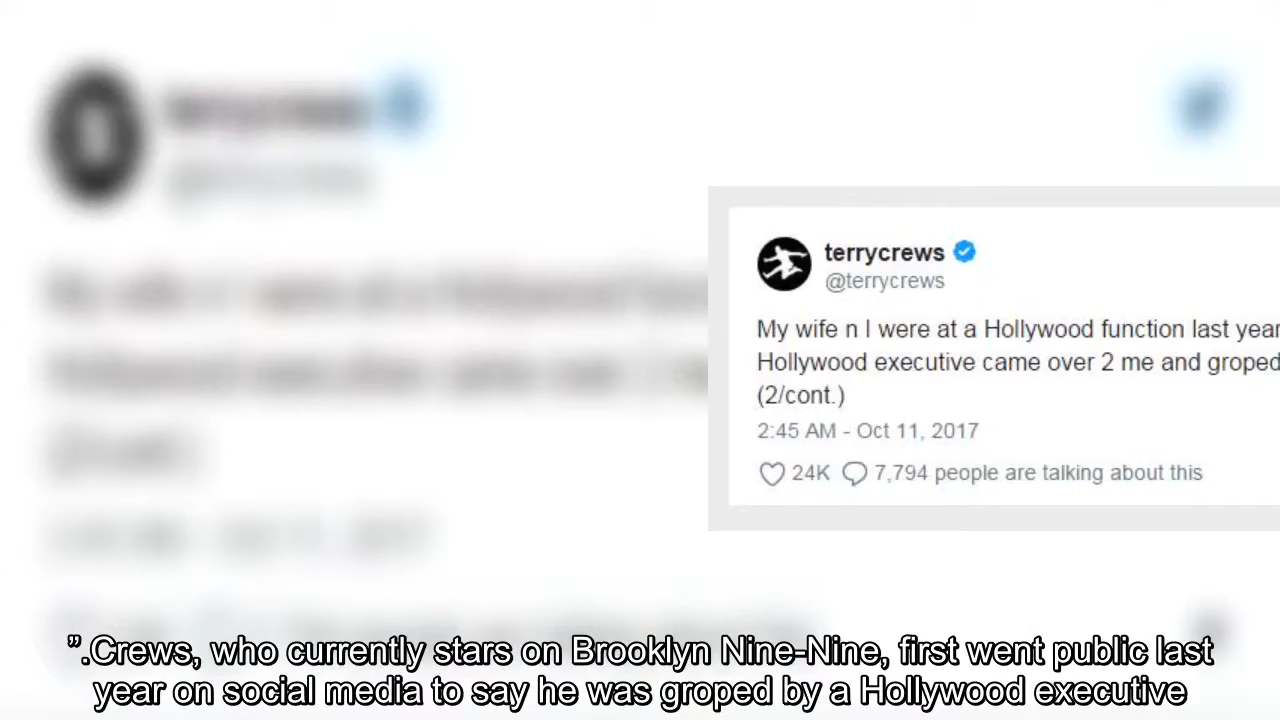 terrycrews
@terrycrews
My wife n I were at a Hollywood function last year
Hollywood executive came over 2 me and groped
(2/cont.)
2:45 AM - Oct 11, 2017
24K 7,794 people are talking about this
”.Crews, who currently stars on Brooklyn Nine-Nine, first went public last
year on social media to say he was groped by a Hollywood executive